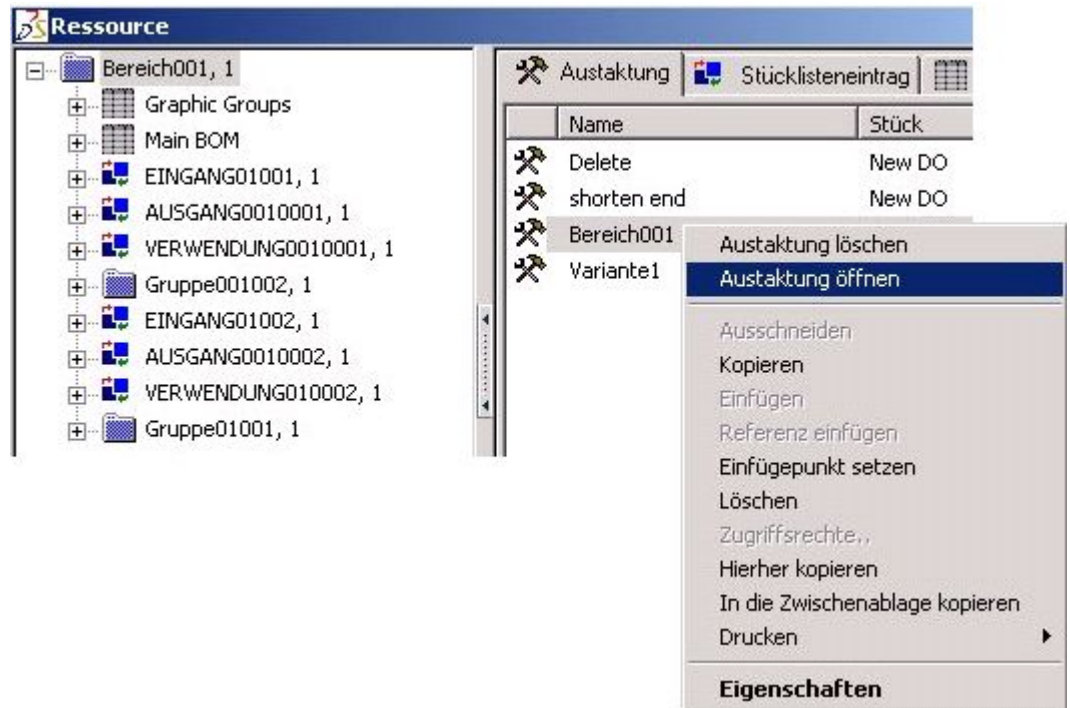 Ressource
Bereich001, 1
Graphic Groups
Main BOM
EINGANG01001, 1
AUSGANG0010001, 1
VERWENDUNG0010001, 1
Gruppe001002, 1
EINGANG01002, 1
AUSGANG0010002, 1
VERWENDUNG010002, 1
Gruppe01001, 1
Austaktung Stücklisteneintrag
Name Stück
Delete New DO
shorten end New DO
Bereich001
Variante1
Austaktung löschen
Austaktung öffnen
Ausschneiden
Kopieren
Einfügen
Referenz einfügen
Einfügepunkt setzen
Löschen
Zugriffsrechte..
Hierher kopieren
In die Zwischenablage kopieren
Drucken
Eigenschaften